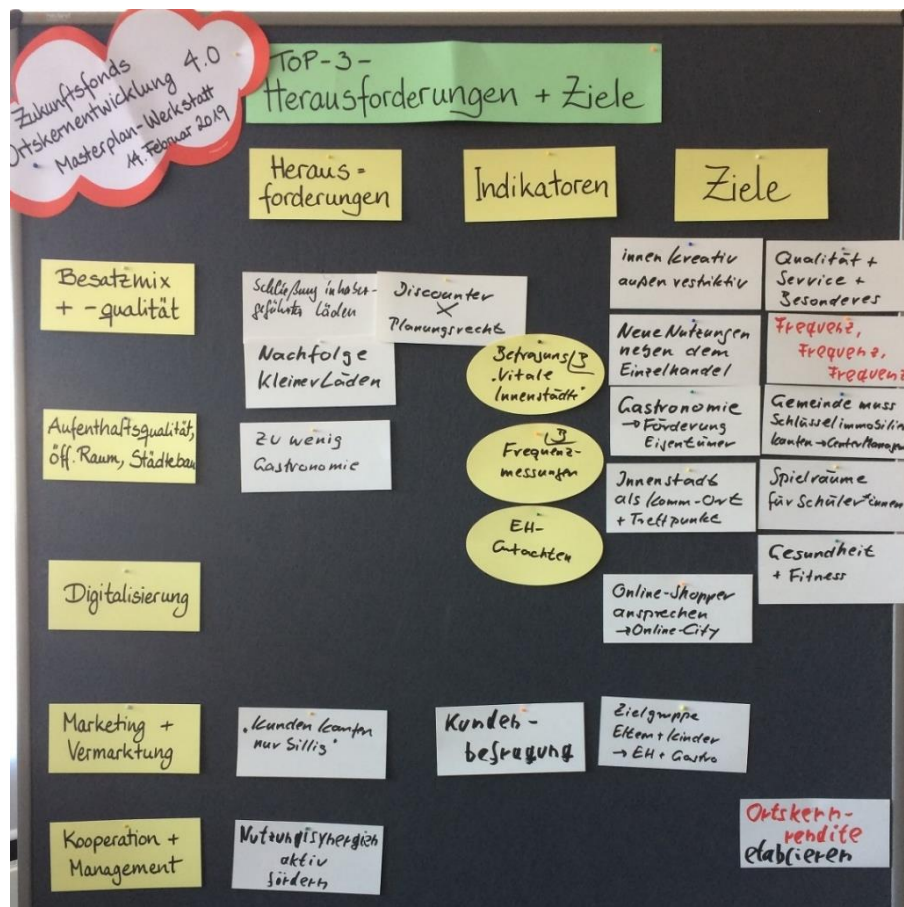 Zukunftsfonds
Ortskernentwicklung 4.0
Masterplan-Werkstatt
14. Februar 2019
TOP-3-
Herausforderungen + Ziele
Heraus=
forderungen
Indikatoren
Ziele
Besatzmix
+ -qualität
Schließung inhaber-
geführter Läden
Discounter
X
Planungsrecht
Nachfolge
kleiner Läden
Befragung
"Vitale
Innenstädte"
innen kreativ
außen restriktiv
Qualität +
Service +
Besonderes
Neue Nutzungen
neben dem
Einzelhandel
Frequenz,
Frequenz,
Frequenz
Aufenthaltsqualität,
öff. Raum, Städtebau
zu wenig
Gastronomie
Frequenz-
messungen
EH-
Gutachten
Gastronomie
→ Förderung
Eigentümer
Gemeinde muss
Schlüsselimmobilien
kaufen → Centermanagem
Innenstadt
als Komm-Ort
+ Treffpunkte
Spielräume
für Schüler*innen
Gesundheit
+ Fitness
Digitalisierung
Online-Shopper
ansprechen
→ Online-City
Marketing +
Vermarktung
"Kunden kaufen
nur billig"
Kunden-
befragung
Zielgruppe
Eltern + Kinder
→ EH + Gastro
Kooperation +
Management
Nutzungssynergien
aktiv
fördern
Ortskern-
rendite
etablieren